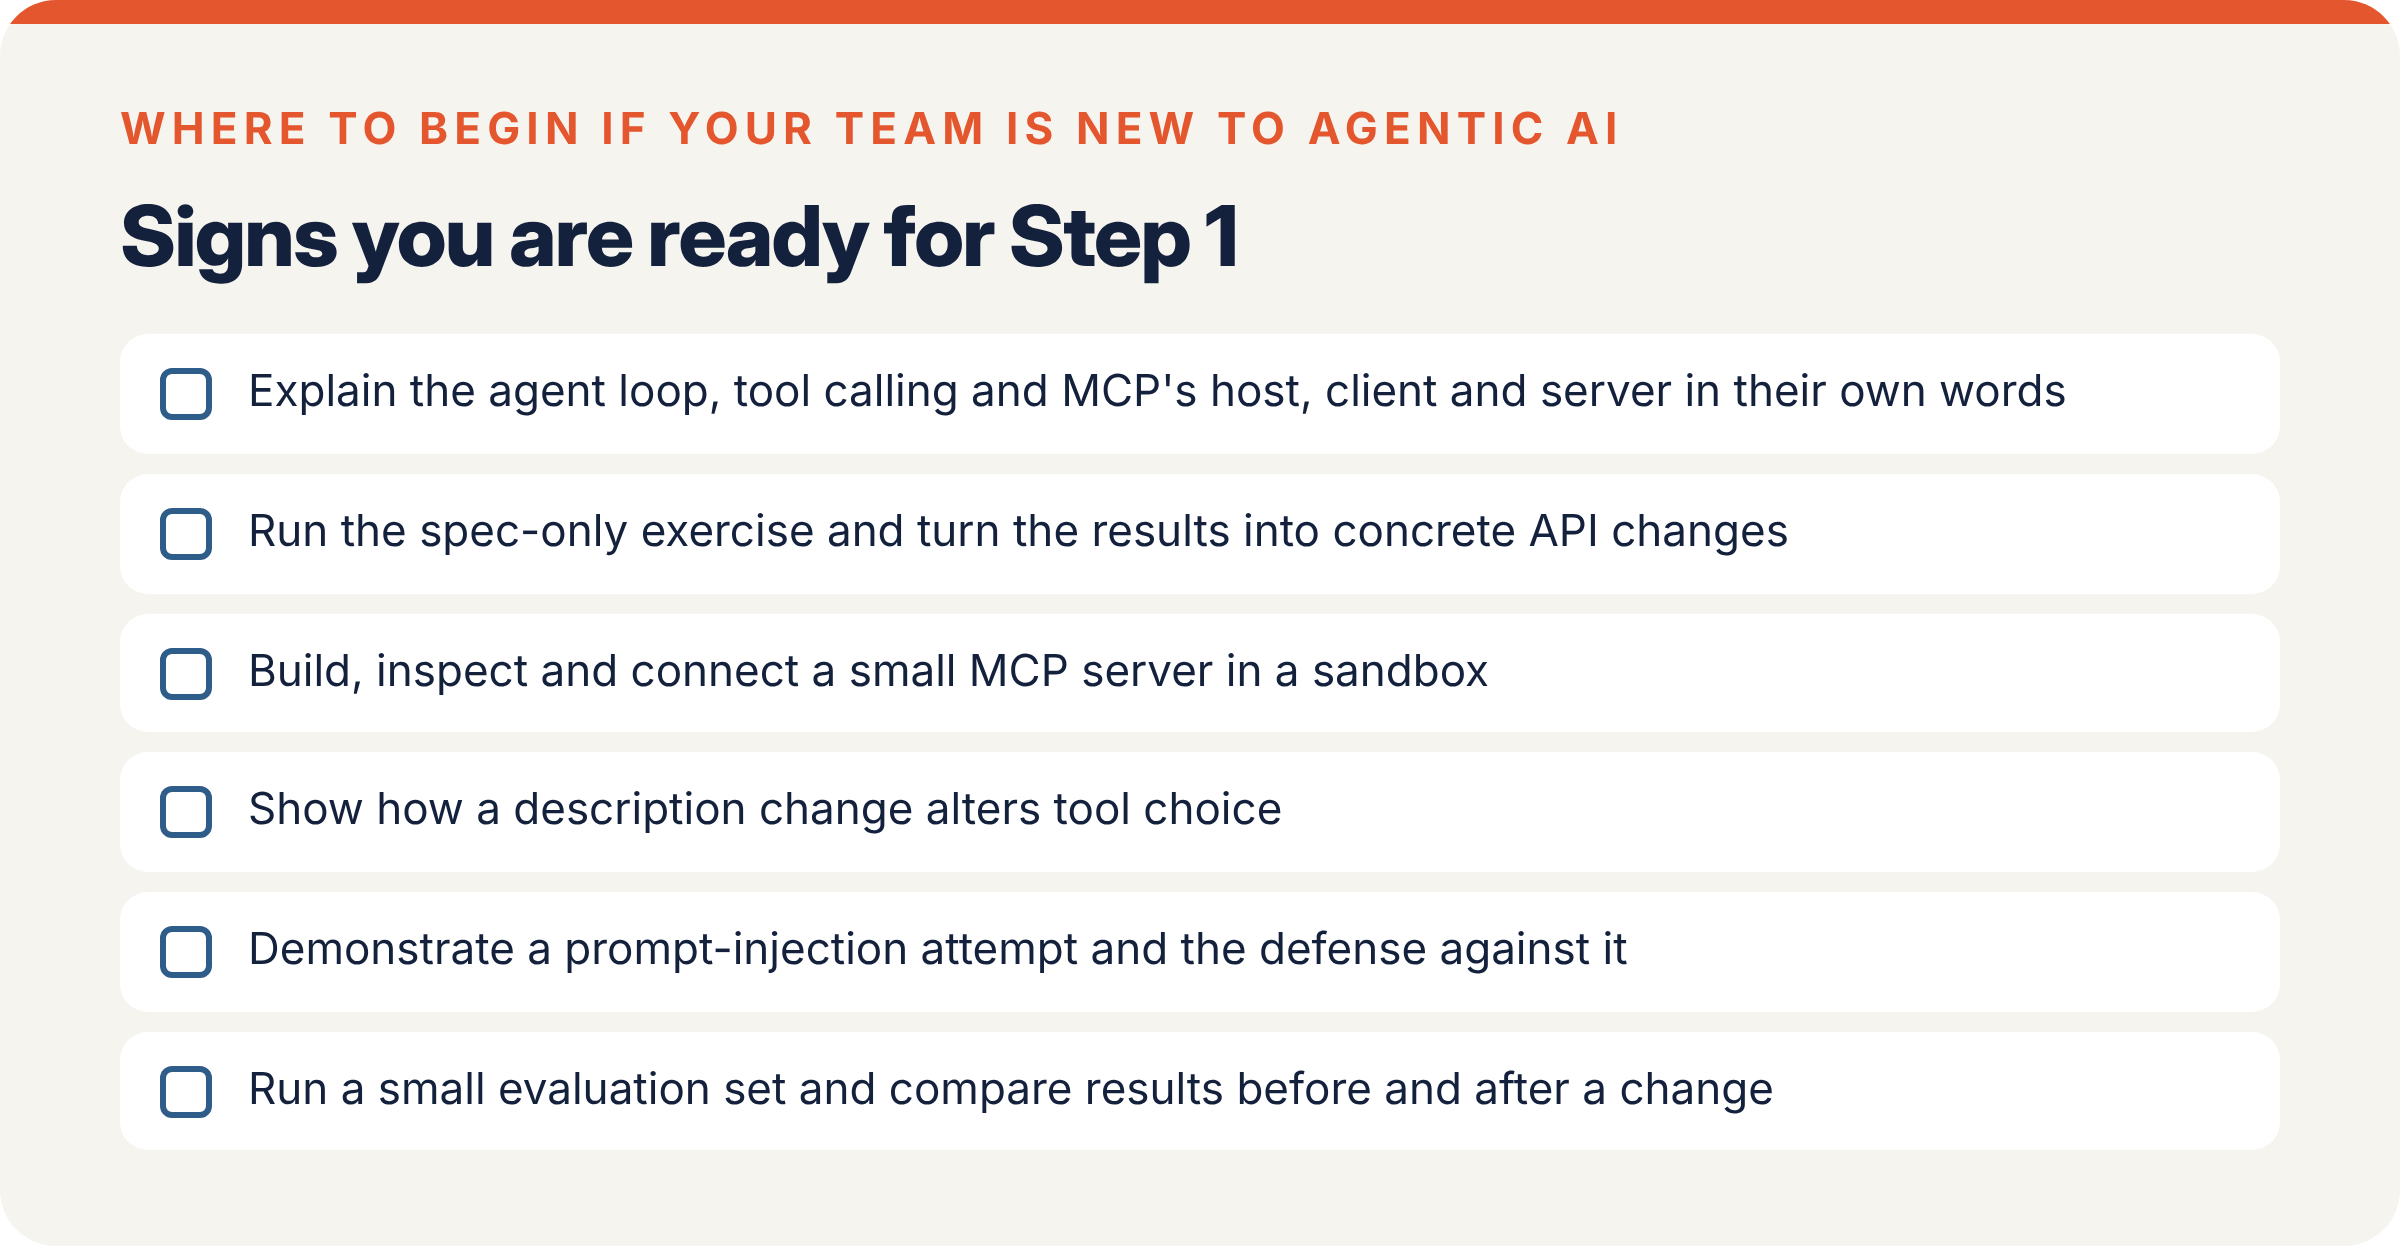 WHERE TO BEGIN IF YOUR TEAM IS NEW TO AGENTIC AI
Signs you are ready for Step 1
Explain the agent loop, tool calling and MCP's host, client and server in their own words
Run the spec-only exercise and turn the results into concrete API changes
Build, inspect and connect a small MCP server in a sandbox
Show how a description change alters tool choice
Demonstrate a prompt-injection attempt and the defense against it
Run a small evaluation set and compare results before and after a change